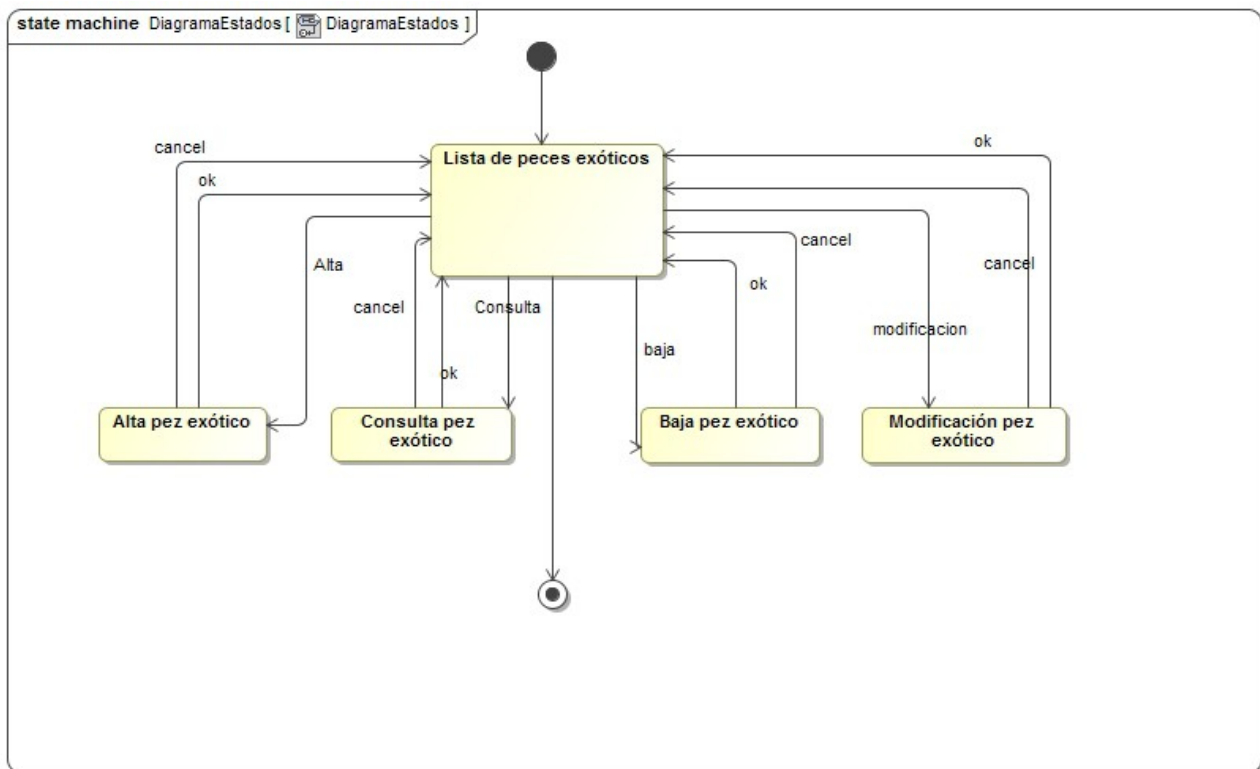 state machine DiagramaEstados [ DiagramaEstados ]
cancel
ok
Lista de peces exóticos
ok
Alta
cancel
cancel
cancel
Consulta
ok
modificacion
baja
ok
Alta pez exótico
Consulta pez
exótico
Baja pez exótico
Modificación pez
exótico